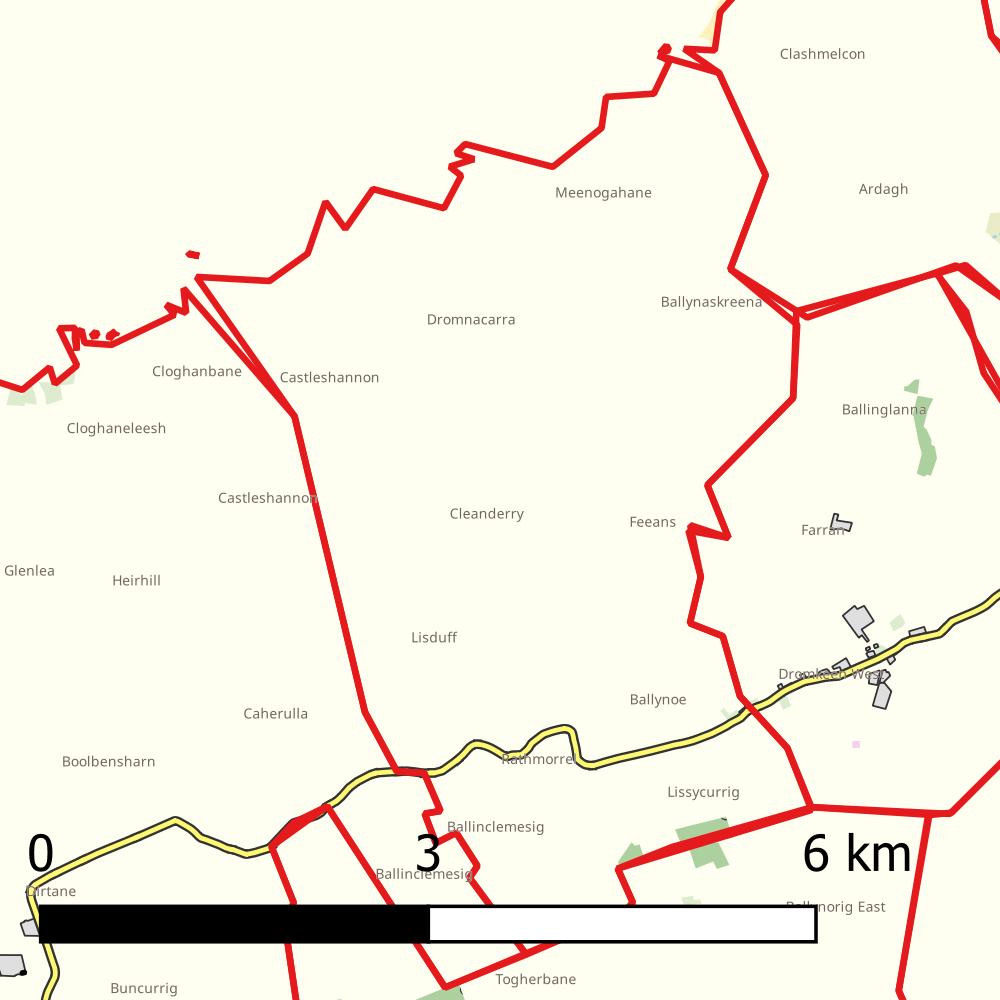 Clashmelcon
Ardagh
Meenogahane
Ballynaskreena
Dromnacarra
Cloghanbane
Castleshannon
Ballinglanna
Cloghaneleesh
Castleshannon
Cleanderry
Feeans
Farran
Glenlea
Heirhill
Lisduff
Dromkeen West
Ballynoe
Caherulla
Rathmorrel
Boolbensharn
Lissycurrig
Ballinclemesig
0 3 6 km
Ballinclemesig
Dirtane
Ballynorig East
Togherbane
Buncurrig